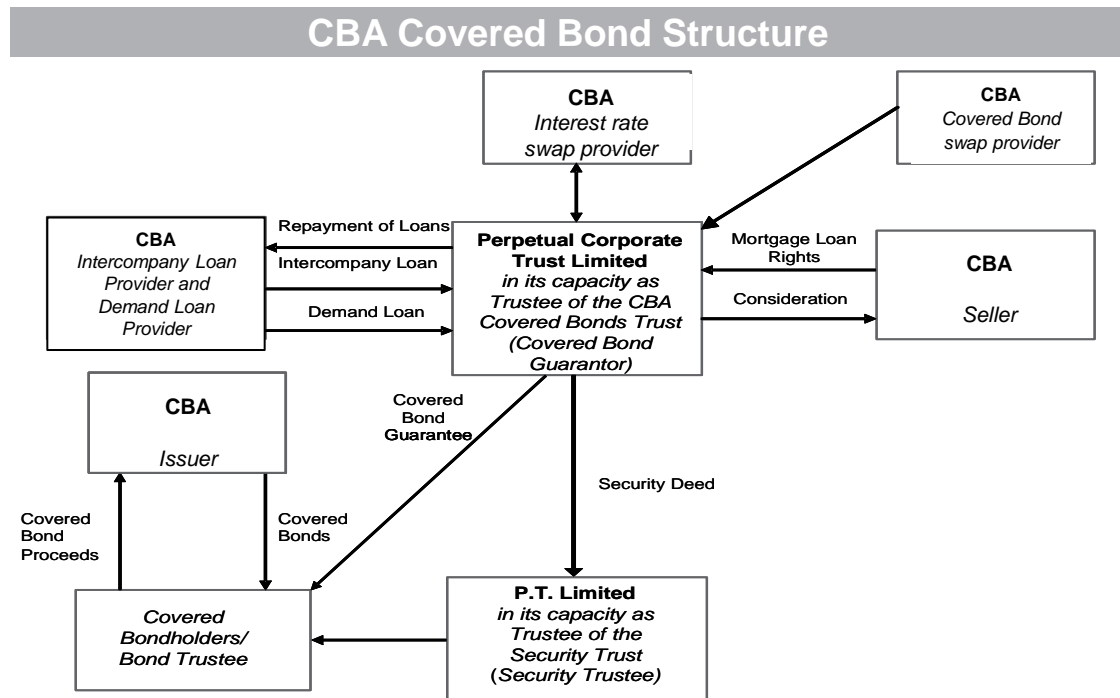 CBA Covered Bond Structure
CBA
Interest rate
swap provider
CBA
Covered Bond
swap provider
CBA
Intercompany Loan
Provider and
Demand Loan
Provider
Repayment of Loans
Intercompany Loan
Demand Loan
Perpetual Corporate
Trust Limited
in its capacity as
Trustee of the CBA
Covered Bonds Trust
(Covered Bond
Guarantor)
Mortgage Loan
Rights
Consideration
CBA
Seller
CBA
Issuer
Covered
Bond
Guarantee
Security Deed
Covered
Bond
Proceeds
Covered
Bonds
Covered
Bondholders/
Bond Trustee
P.T. Limited
in its capacity as
Trustee of the
Security Trust
(Security Trustee)